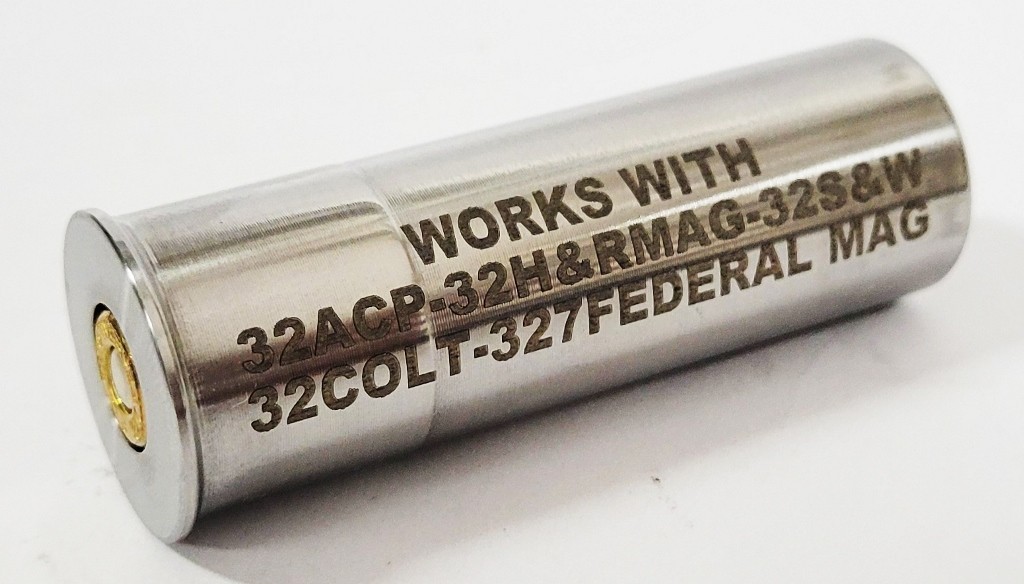 WORKS WITH
32ACP-32H&RMAG-32S&W
32COLT-327FEDERAL MAG